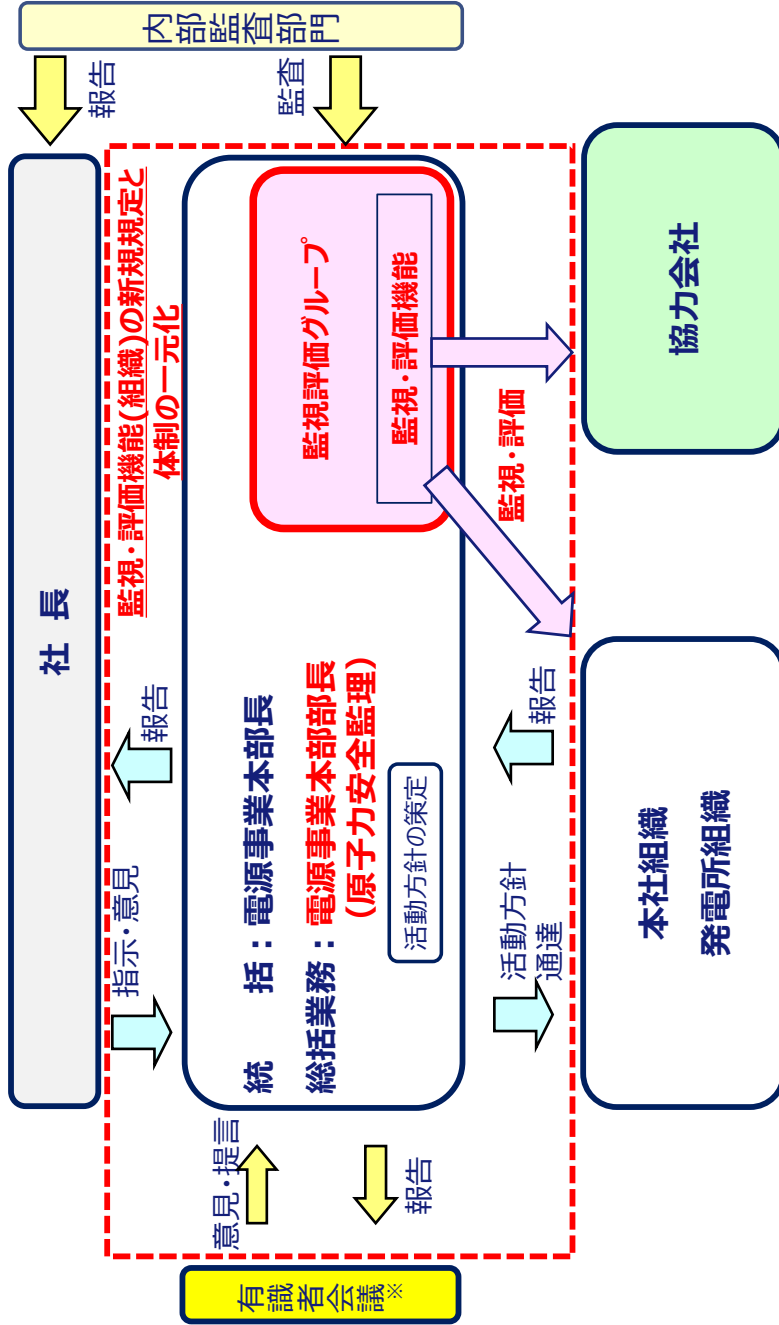 社 長
監視・評価機能(組織)の新規規定と
体制の一元化
指示・意見
報告
報告
内部監査部門
監査
有識者会議※
意見・提言
報告
統　　括：電源事業本部長
総括業務：電源事業本部部長
(原子力安全監理)
活動方針の策定
監視評価グループ
監視・評価機能
監視・評価
活動方針
通達
報告
本社組織
発電所組織
協力会社